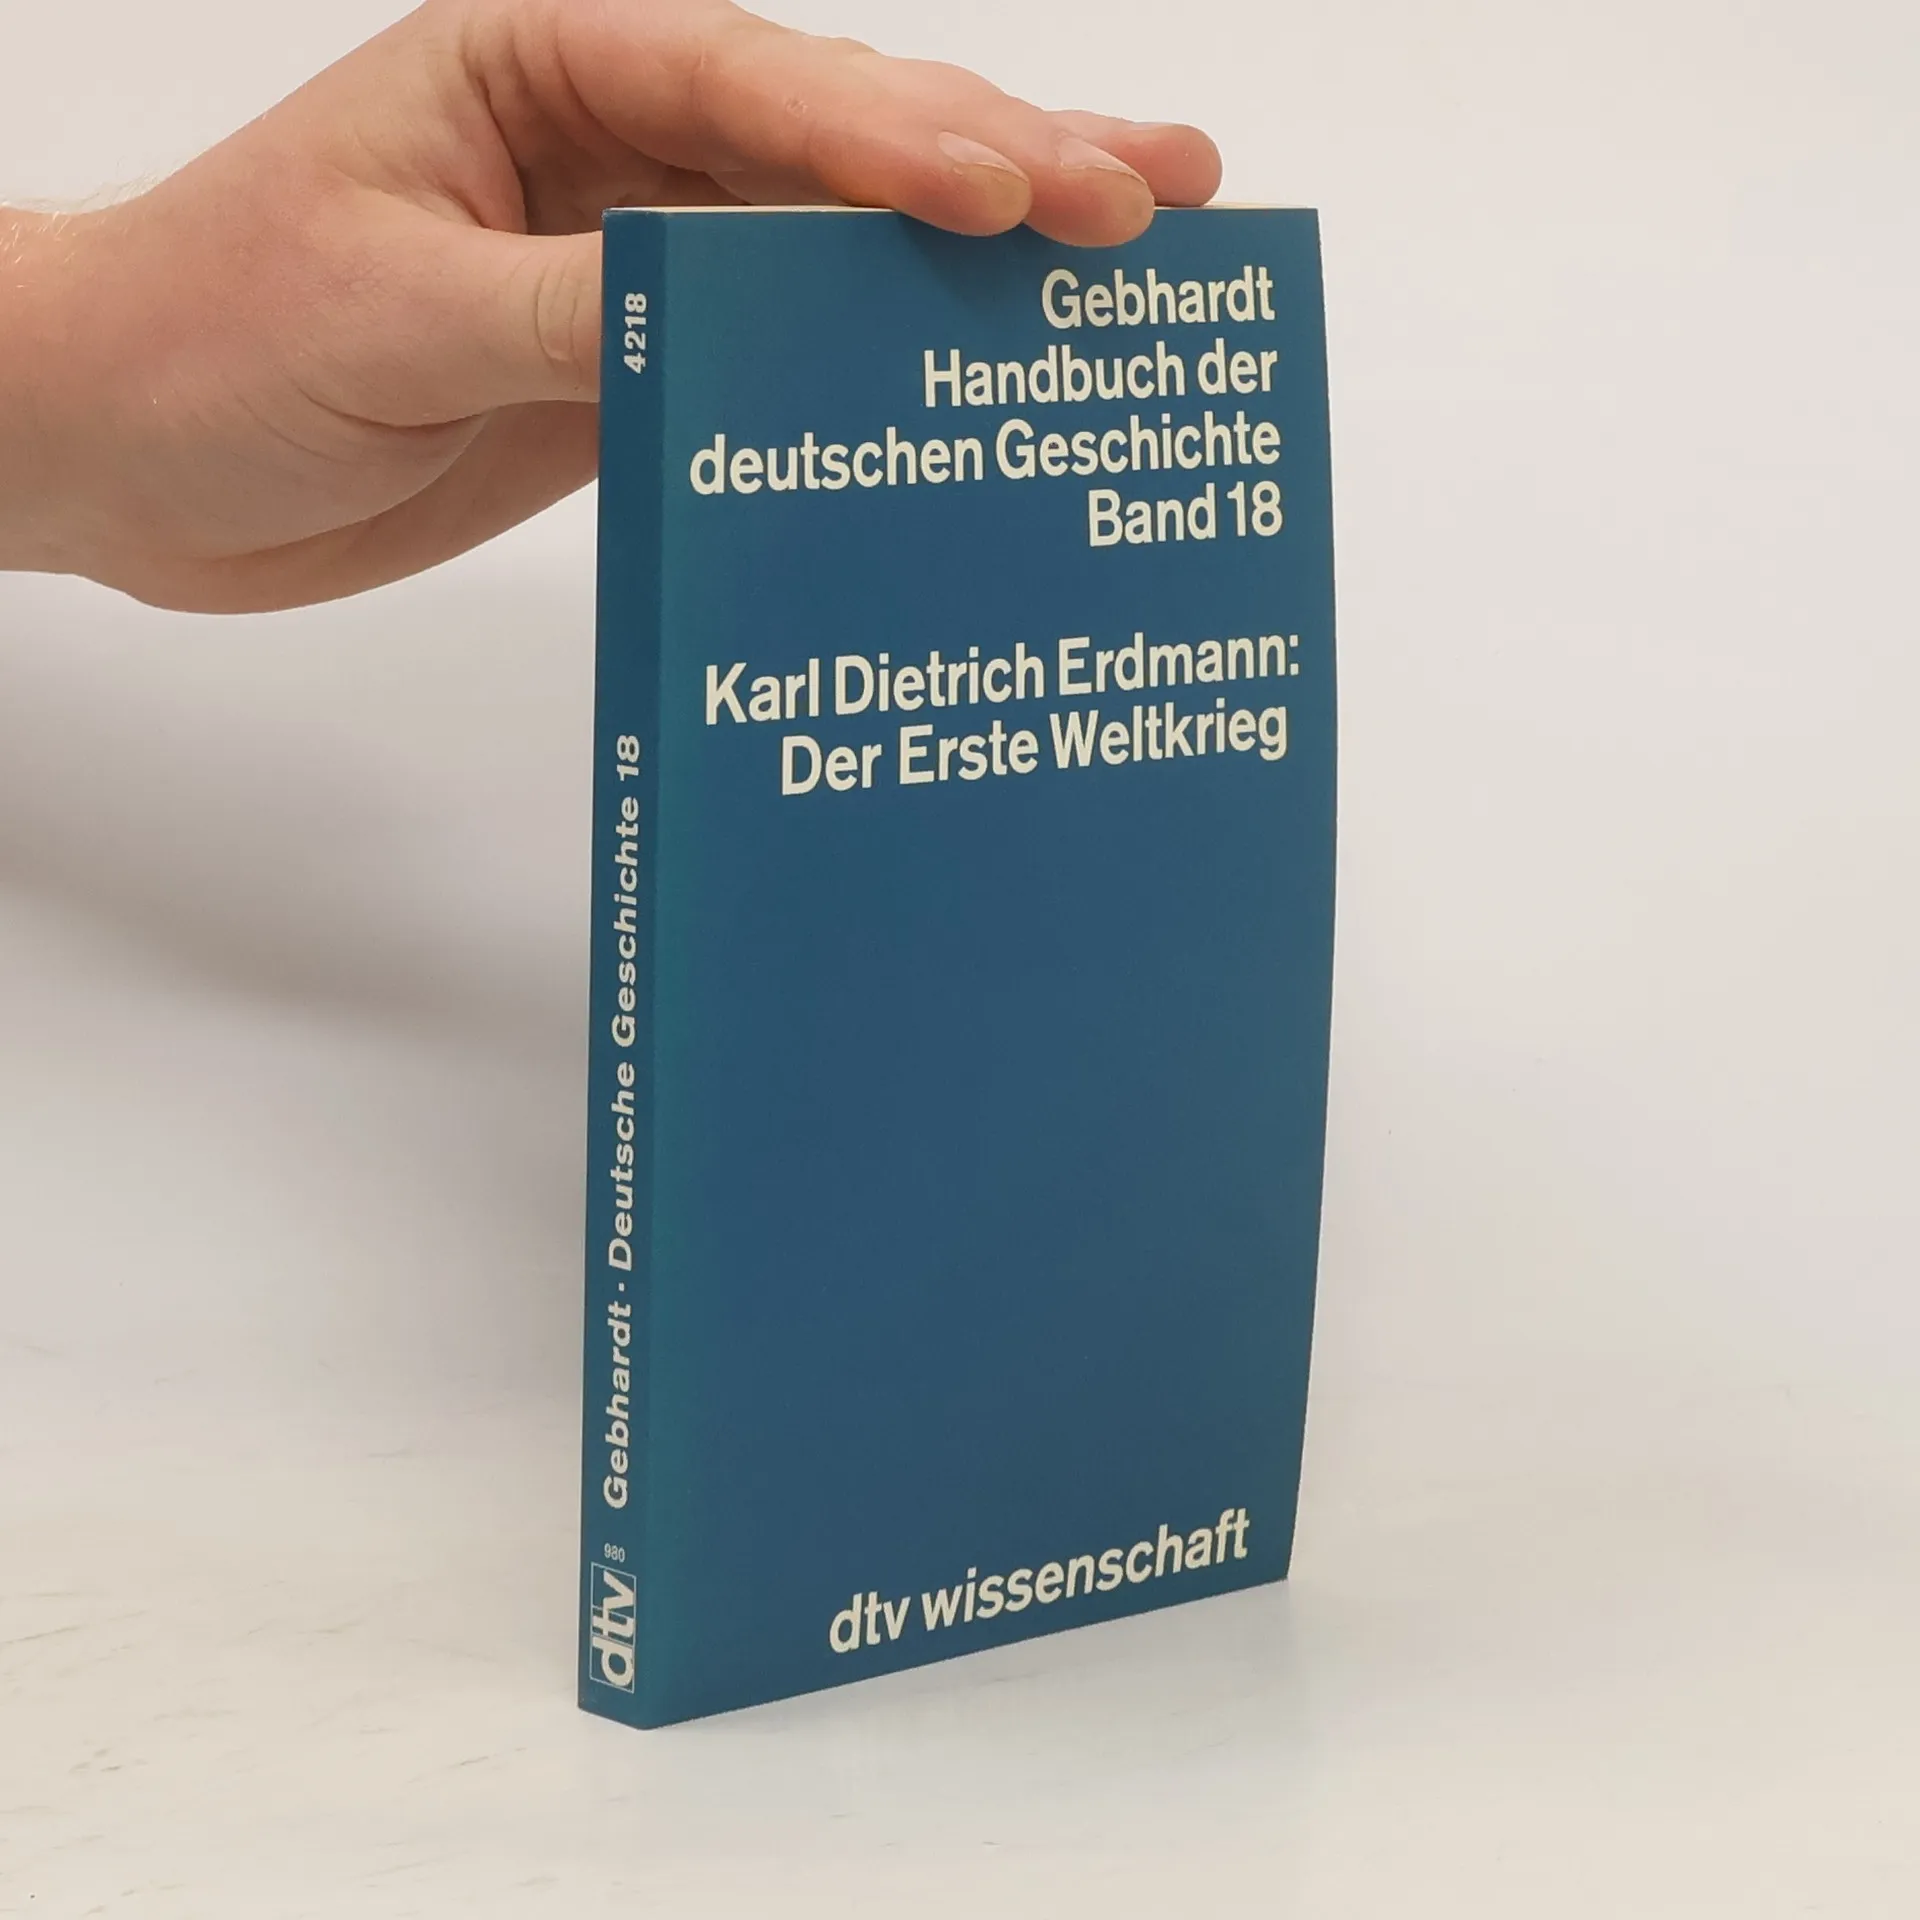 Gebhardt
Handbuch der
deutschen Geschichte
Band 18
Karl Dietrich Erdmann:
Der Erste Weltkrieg
dtv wissenschaft
4218
Gebhardt · Deutsche Geschichte 18
980
dtv